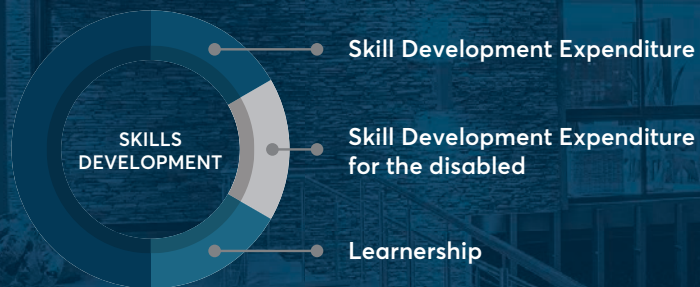 SKILLS
DEVELOPMENT
Skill Development Expenditure
Skill Development Expenditure
for the disabled
Learnership